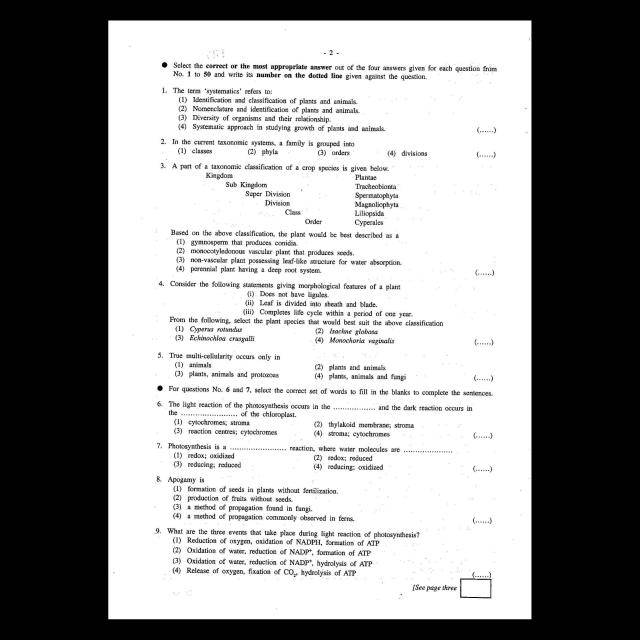 - 2 -
● Select the correct or the most appropriate answer out of the four answers given for each question from
No. 1 to 50 and write its number on the dotted line given against the question.
1. The term 'systematics' refers to:
(1) Identification and classification of plants and animals.
(2) Nomenclature and identification of plants and animals.
(3) Diversity of organisms and their relationship.
(4) Systematic approach in studying growth of plants and animals. (......)
2. In the current taxonomic systems, a family is grouped into
(1) classes (2) phyla (3) orders (4) divisions (......)
3. A part of a taxonomic classification of a crop species is given below.
Kingdom Plantae
Sub Kingdom Tracheobionta
Super Division Spermatophyta
Division Magnoliophyta
Class Liliopsida
Order Cyperales
Based on the above classification, the plant would be best described as a
(1) gymnosperm that produces conidia.
(2) monocotyledonous vascular plant that produces seeds.
(3) non-vascular plant possessing leaf-like structure for water absorption.
(4) perennial plant having a deep root system. (......)
4. Consider the following statements giving morphological features of a plant
(i) Does not have ligules.
(ii) Leaf is divided into sheath and blade.
(iii) Completes life cycle within a period of one year.
From the following, select the plant species that would best suit the above classification
(1) Cyperus rotundus (2) Isachne globosa
(3) Echinochloa crusgalli (4) Monochoria vaginalis (......)
5. True multi-cellularity occurs only in
(1) animals (2) plants and animals
(3) plants, animals and protozoas (4) plants, animals and fungi (......)
● For questions No. 6 and 7, select the correct set of words to fill in the blanks to complete the sentences.
6. The light reaction of the photosynthesis occurs in the .................. and the dark reaction occurs in
the ........................ of the chloroplast.
(1) cytochromes; stroma (2) thylakoid membrane; stroma
(3) reaction centres; cytochromes (4) stroma; cytochromes (......)
7. Photosynthesis is a ........................ reaction, where water molecules are .....................
(1) redox; oxidized (2) redox; reduced
(3) reducing; reduced (4) reducing; oxidized (......)
8. Apogamy is
(1) formation of seeds in plants without fertilization.
(2) production of fruits without seeds.
(3) a method of propagation found in fungi.
(4) a method of propagation commonly observed in ferns. (......)
9. What are the three events that take place during light reaction of photosynthesis?
(1) Reduction of oxygen, oxidation of NADPH, formation of ATP
(2) Oxidation of water, reduction of NADP⁺, formation of ATP
(3) Oxidation of water, reduction of NADP⁺, hydrolysis of ATP
(4) Release of oxygen, fixation of CO₂, hydrolysis of ATP (......)
[See page three